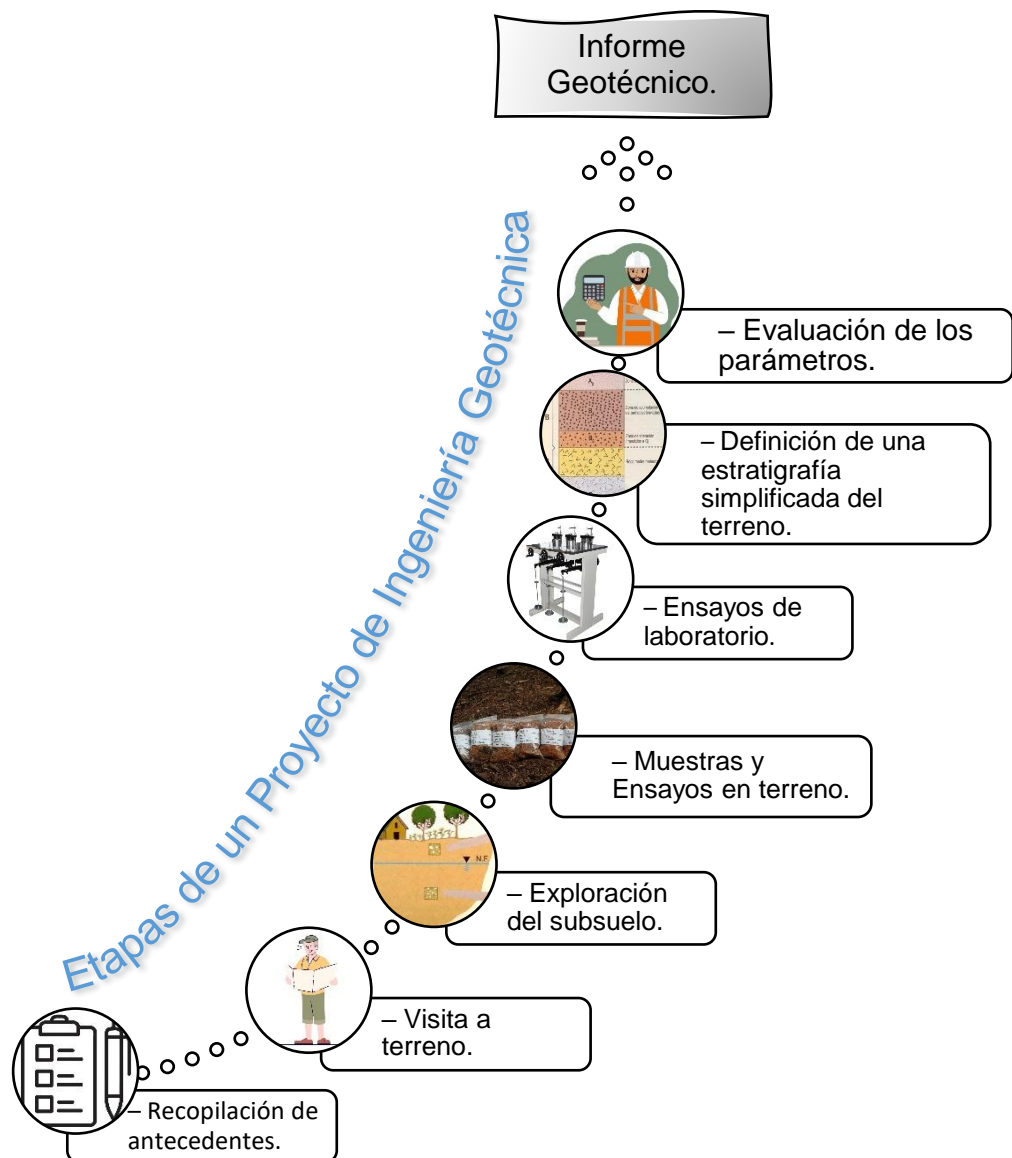 Informe
Geotécnico.
Etapas de un Proyecto de Ingeniería Geotécnica
– Evaluación de los
parámetros.
– Definición de una
estratigrafía
simplificada del
terreno.
– Ensayos de
laboratorio.
– Muestras y
Ensayos en terreno.
N.F.
– Exploración
del subsuelo.
– Visita a
terreno.
– Recopilación de
antecedentes.